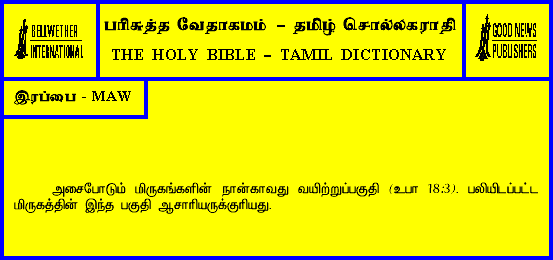 BELLWETHER
INTERNATIONAL
பரிசுத்த வேதாகமம் – தமிழ் சொல்லகராதி
THE HOLY BIBLE – TAMIL DICTIONARY
GOOD NEWS
PUBLISHERS
இரப்பை - MAW
அசைபோடும் மிருகங்களின் நான்காவது வயிற்றுப்பகுதி (உபா 18:3). பலியிடப்பட்ட
மிருகத்தின் இந்த பகுதி ஆசாரியருக்குரியது.